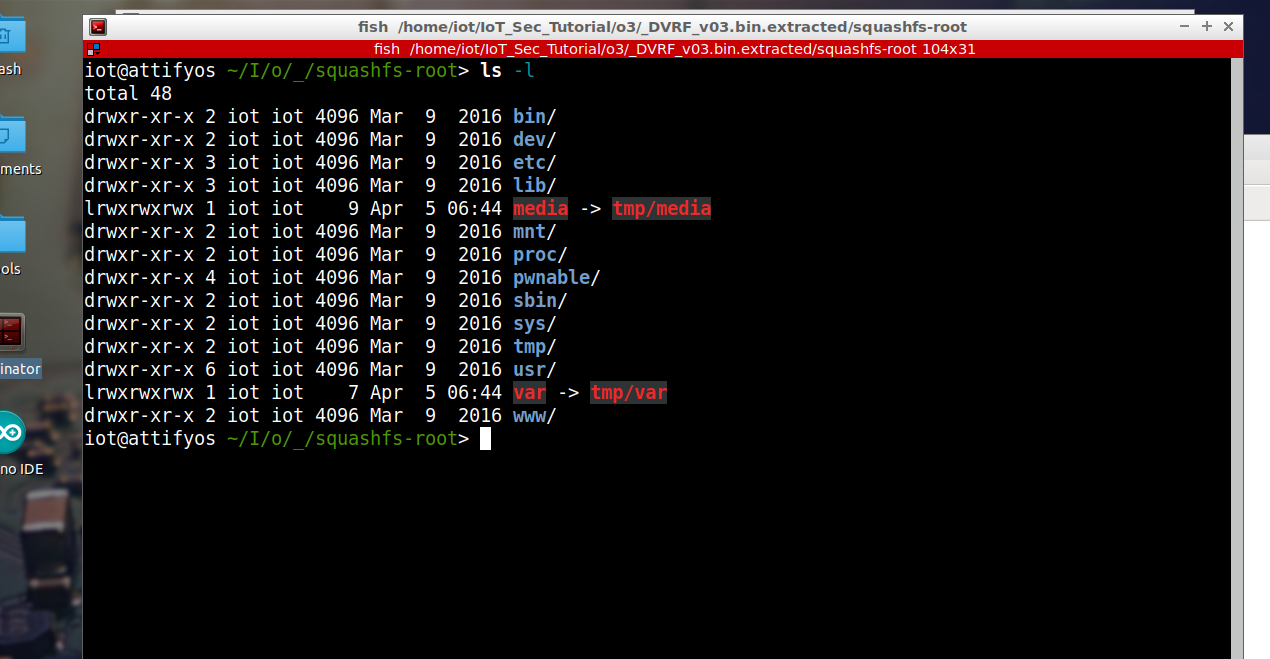 fish  /home/iot/IoT_Sec_Tutorial/o3/_DVRF_v03.bin.extracted/squashfs-root
fish  /home/iot/IoT_Sec_Tutorial/o3/_DVRF_v03.bin.extracted/squashfs-root 104x31
iot@attifyos ~/I/o/_/squashfs-root> ls -l
total 48
drwxr-xr-x 2 iot iot 4096 Mar  9  2016 bin/
drwxr-xr-x 2 iot iot 4096 Mar  9  2016 dev/
drwxr-xr-x 3 iot iot 4096 Mar  9  2016 etc/
drwxr-xr-x 3 iot iot 4096 Mar  9  2016 lib/
lrwxrwxrwx 1 iot iot    9 Apr  5 06:44 media -> tmp/media
drwxr-xr-x 2 iot iot 4096 Mar  9  2016 mnt/
drwxr-xr-x 2 iot iot 4096 Mar  9  2016 proc/
drwxr-xr-x 4 iot iot 4096 Mar  9  2016 pwnable/
drwxr-xr-x 2 iot iot 4096 Mar  9  2016 sbin/
drwxr-xr-x 2 iot iot 4096 Mar  9  2016 sys/
drwxr-xr-x 2 iot iot 4096 Mar  9  2016 tmp/
drwxr-xr-x 6 iot iot 4096 Mar  9  2016 usr/
lrwxrwxrwx 1 iot iot    7 Apr  5 06:44 var -> tmp/var
drwxr-xr-x 2 iot iot 4096 Mar  9  2016 www/
iot@attifyos ~/I/o/_/squashfs-root>
ash
ments
ols
inator
no IDE